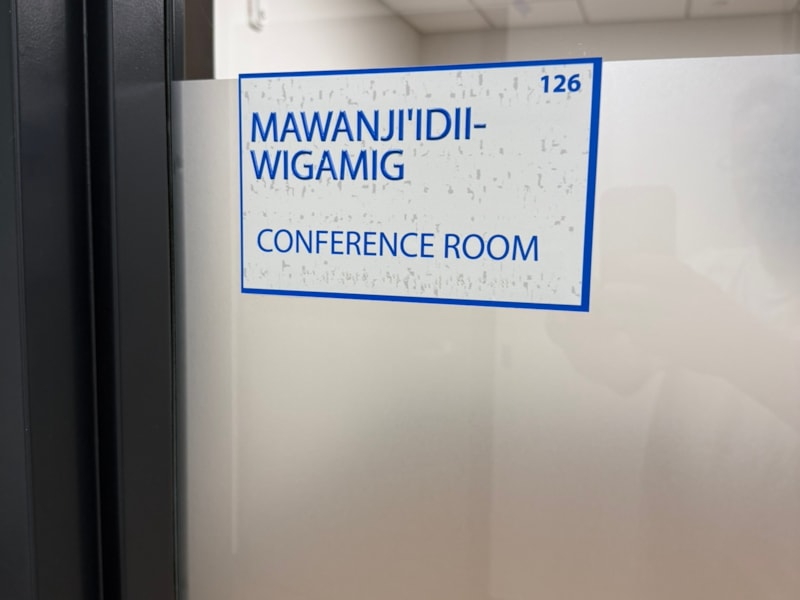 126
MAWANJI'IDII-
WIGAMIG
CONFERENCE ROOM